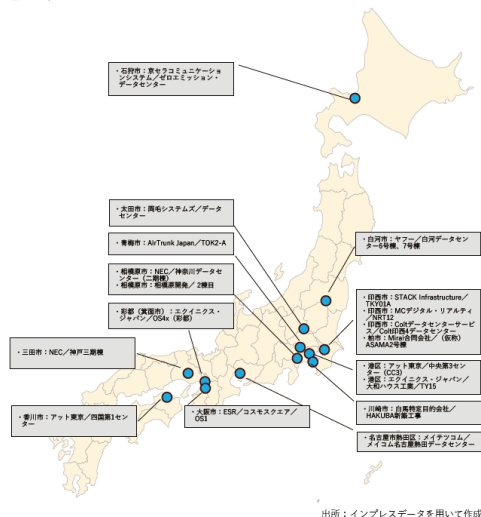 ・石狩市：京セラコミュニケーショ
ンシステム／ゼロエミッション・
データセンター
・太田市：両毛システムズ／データ
センター
・青梅市：AirTrunk Japan／TOK2-A
・白河市：ヤフー／白河データセン
ター6号棟、7号棟
・相模原市：NEC／神奈川データセ
ンター（二期棟）
・相模原市：相模原開発／2棟目
・印西市：STACK Infrastructure／
TKY01A
・印西市：MCデジタル・リアルティ
／NRT12
・印西市：Coltデータセンターサービ
ス／Colt印西4データセンター
・柏市：Mirai合同会社／（仮称）
ASAMA2号棟
・彩都（箕面市）：エクイニクス・
ジャパン／OS4x（彩都）
・三田市：NEC／神戸三期棟
・港区：アット東京／中央第3セン
ター（CC3）
・港区：エクイニクス・ジャパン／
大和ハウス工業／TY15
・香川市：アット東京／四国第1セン
ター
・大阪市：ESR／コスモスクエア／
OS1
・川崎市：白馬特定目的会社／
HAKUBA新築工事
・名古屋市熱田区：メイテツコム／
メイコム名古屋熱田データセンター
出所：インプレスデータを用いて作成